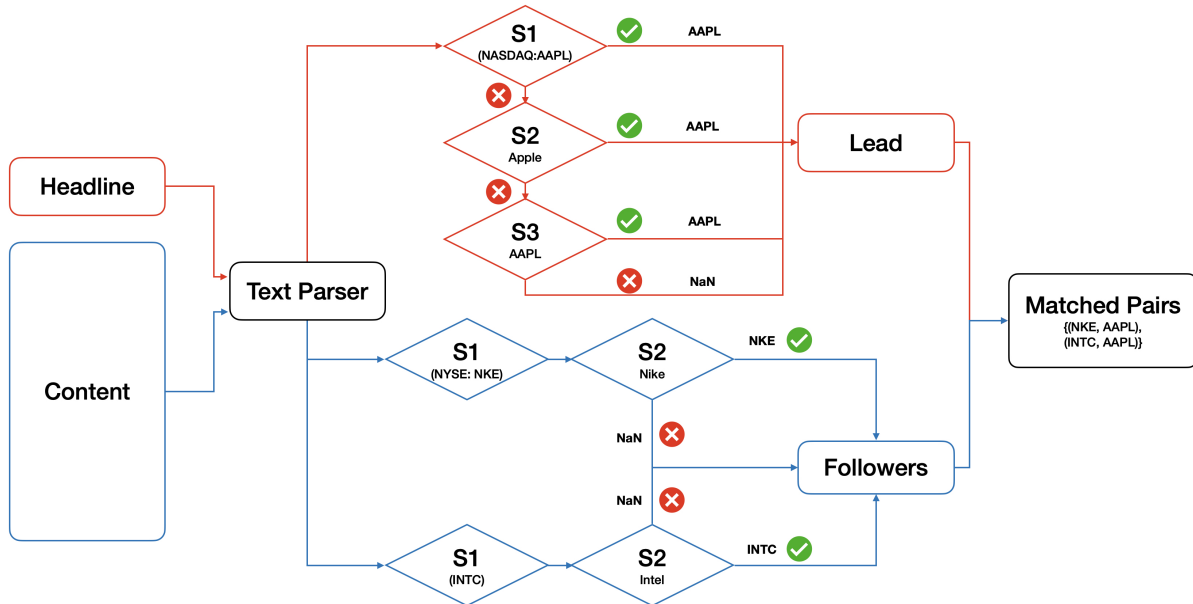 S1
(NASDAQ:AAPL)
AAPL
S2
Apple
AAPL
Lead
Headline
S3
AAPL
AAPL
NaN
Text Parser
Content
Matched Pairs
{(NKE, AAPL),
(INTC, AAPL)}
S1
(NYSE: NKE)
S2
Nike
NKE
NaN
Followers
NaN
S1
(INTC)
S2
Intel
INTC